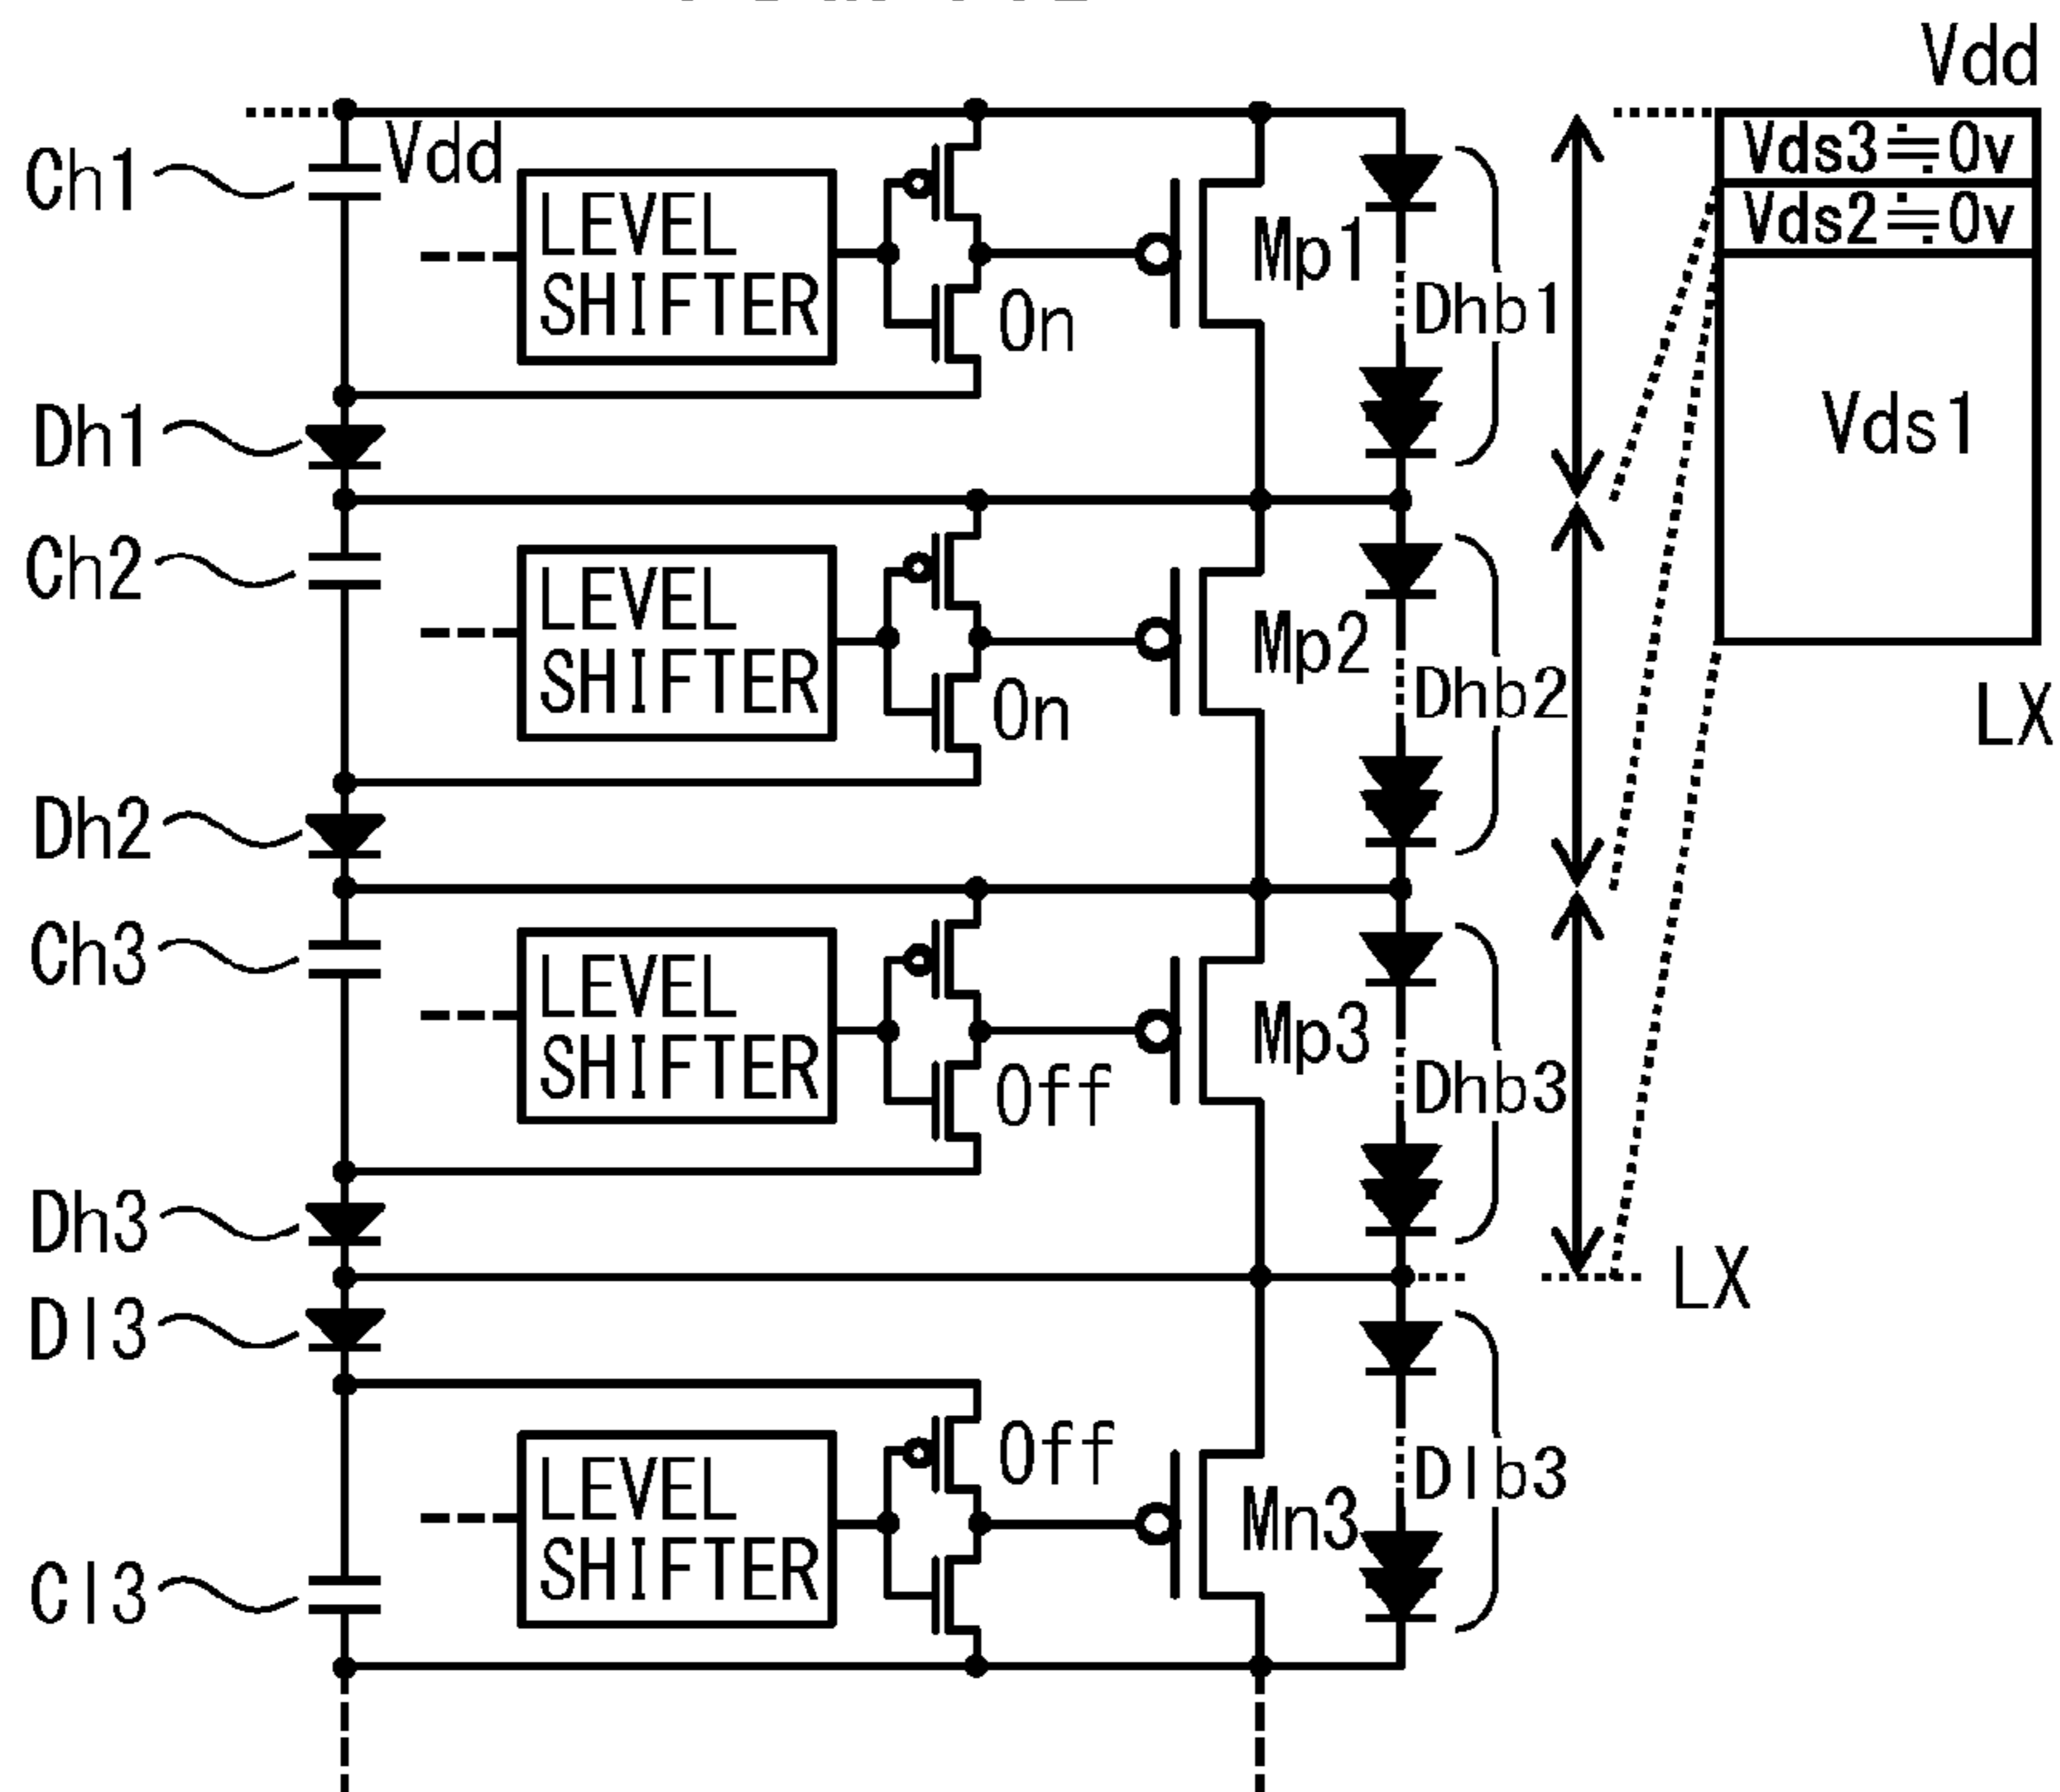 Vdd
Ch1
Vdd
Vds3≒0v
LEVEL
SHIFTER
Mp1
Vds2≒0v
On
Dhb1
Vds1
Dh1
Ch2
LEVEL
SHIFTER
Mp2
On
Dhb2
LX
Dh2
Ch3
LEVEL
SHIFTER
Mp3
Off
Dhb3
Dh3
LX
Dl3
Off
LEVEL
SHIFTER
Mn3
Dlb3
Cl3